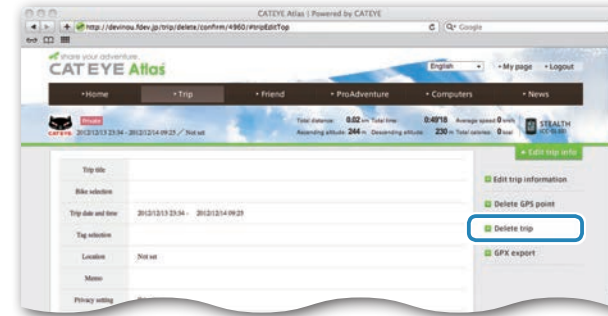 CATEYE Atlas | Powered by CATEYE
http://devinou.fdev.jp/trip/delete/confirm/4960/#tripEditTop
Google
share your adventure.
CATEYE Atlas
English
My page
Logout
Home
Trip
Friend
ProAdventure
Computers
News
CATEYE
Private
2012/12/13 23:34 - 2012/12/14 09:25 / Not set
Total distance: 0.02 km Total time: 0:49'18 Average speed 0 km/h
Ascending altitude: 244 m Descending altitude: 230 m Total calories: 0 kcal
STEALTH
Edit trip info
Trip title
Bike selection
Trip date and time
2012/12/13 23:34 - 2012/12/14 09:25
Tag selection
Location
Not set
Memo
Privacy setting
Edit trip information
Delete GPS point
Delete trip
GPX export